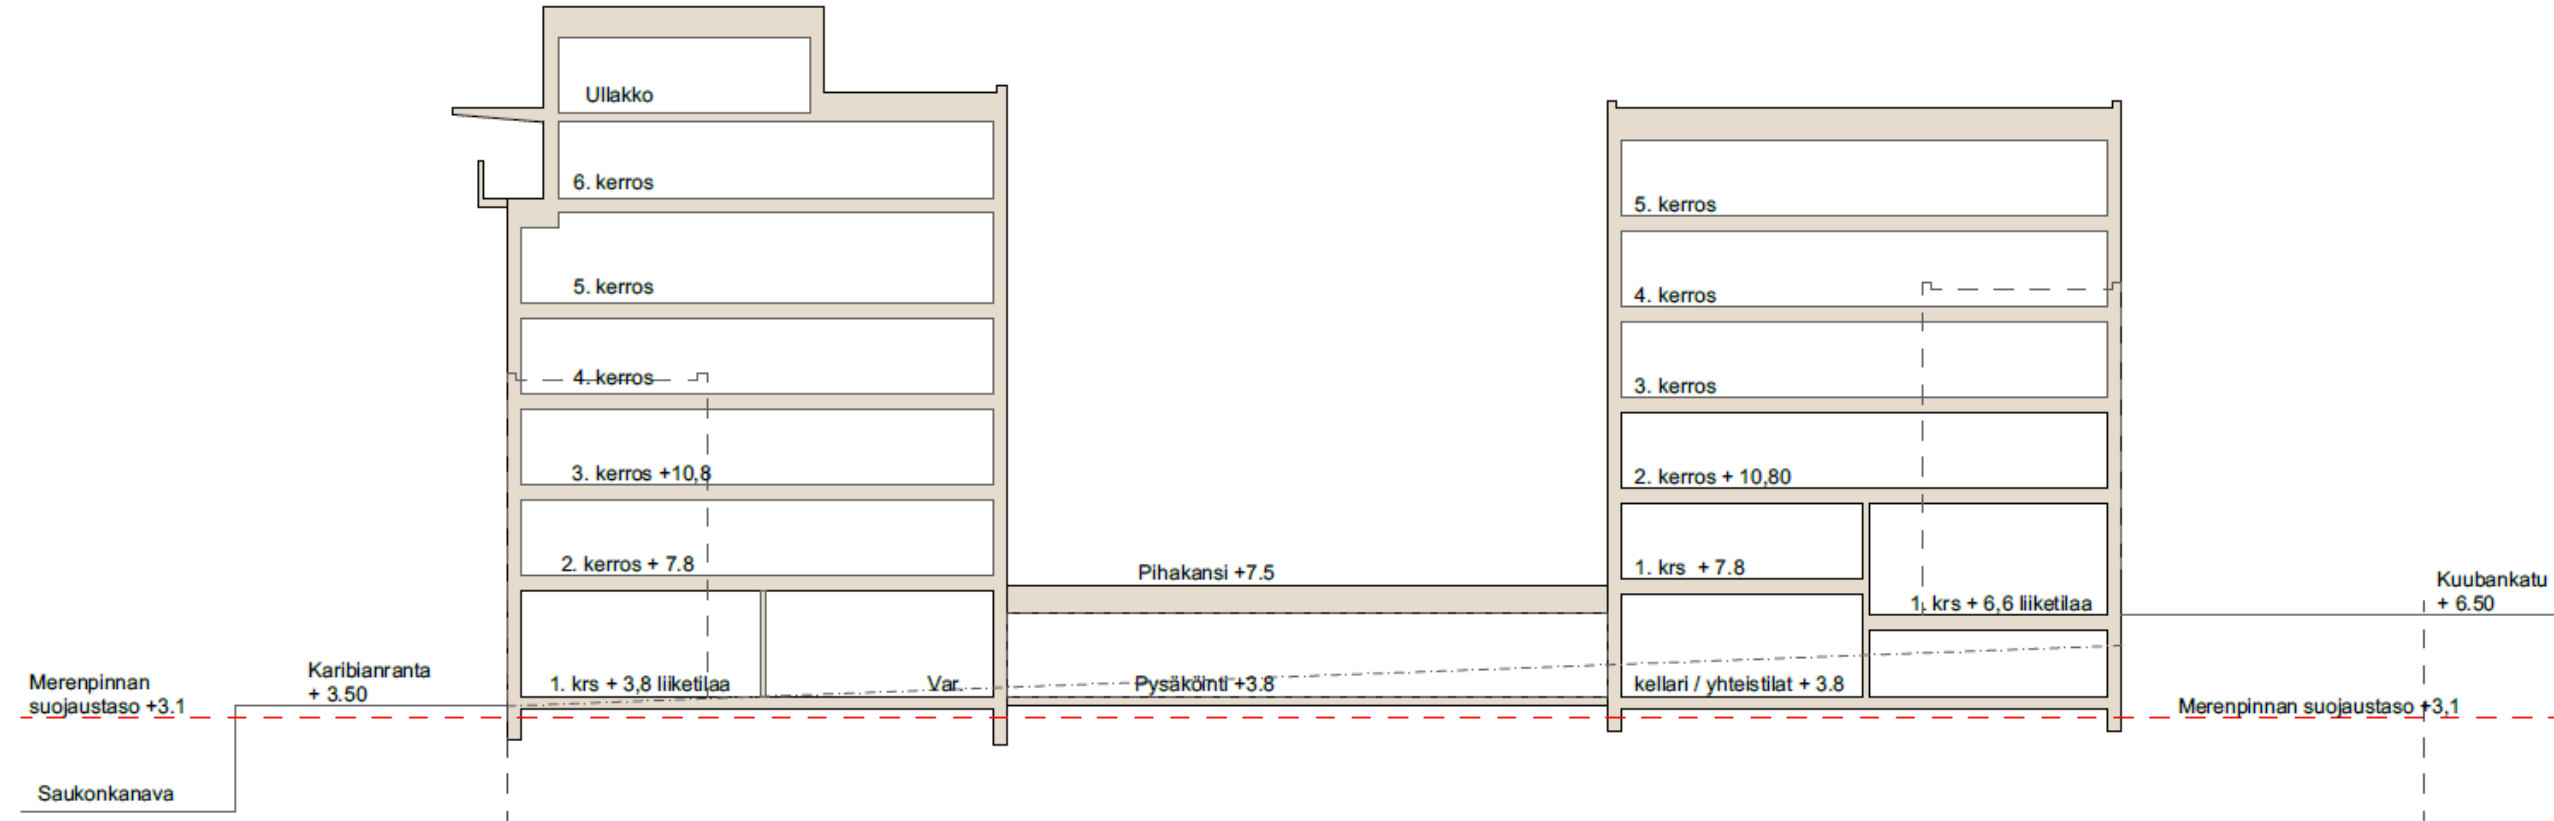 Ullakko
6. kerros
5. kerros
4. kerros
3. kerros +10,8
2. kerros + 7.8
1. krs + 3,8 liiketilaa
Var.
Merenpinnan
suojaustaso +3.1
Karibianranta
+ 3.50
Saukonkanava
Pihakansi +7.5
Pysäköinti +3.8
5. kerros
4. kerros
3. kerros
2. kerros + 10,80
1. krs + 7.8
1. krs + 6,6 liiketilaa
kellari / yhteistilat + 3.8
Kuubankatu
+ 6.50
Merenpinnan suojaustaso +3,1